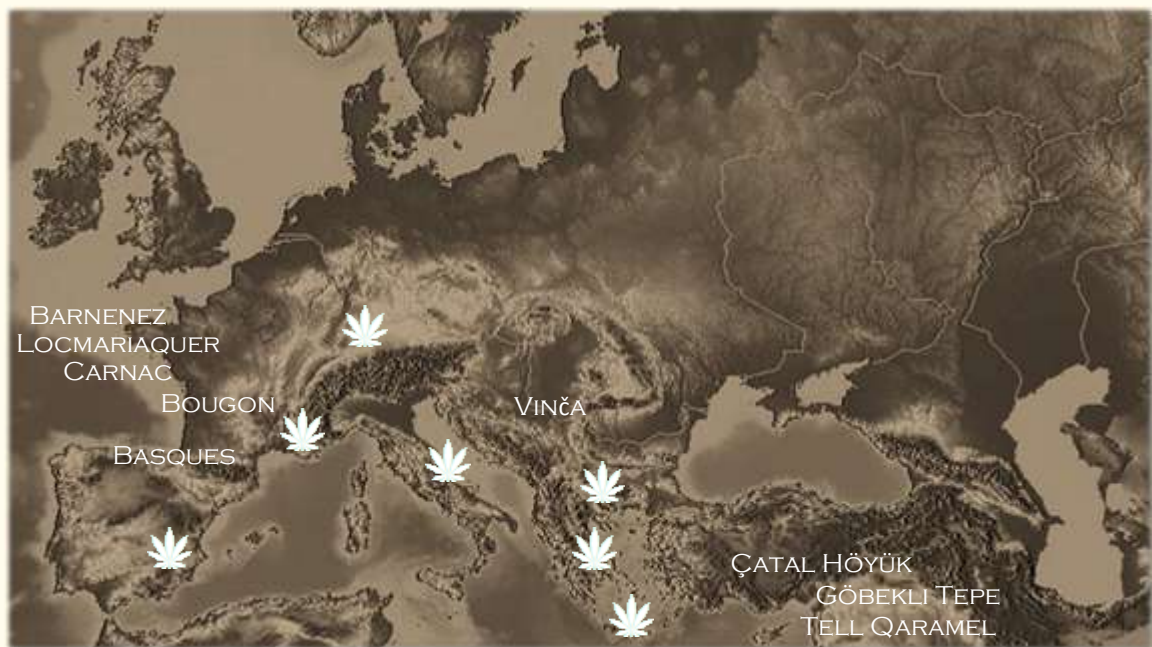 Barnenez
Locmariaquer
Carnac
Bougon
Vinča
Basques
Çatal Höyük
Göbekli Tepe
Tell Qaramel